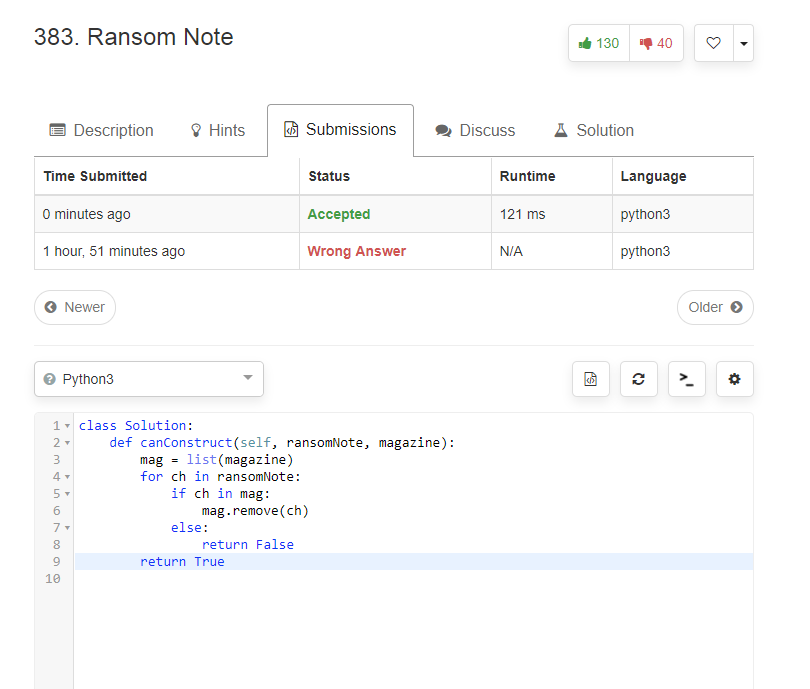 383. Ransom Note
130 40
Description Hints Submissions Discuss Solution
Time Submitted Status Runtime Language
0 minutes ago Accepted 121 ms python3
1 hour, 51 minutes ago Wrong Answer N/A python3
Newer Older
Python3
1 class Solution:
2     def canConstruct(self, ransomNote, magazine):
3         mag = list(magazine)
4         for ch in ransomNote:
5             if ch in mag:
6                 mag.remove(ch)
7             else:
8                 return False
9         return True
10